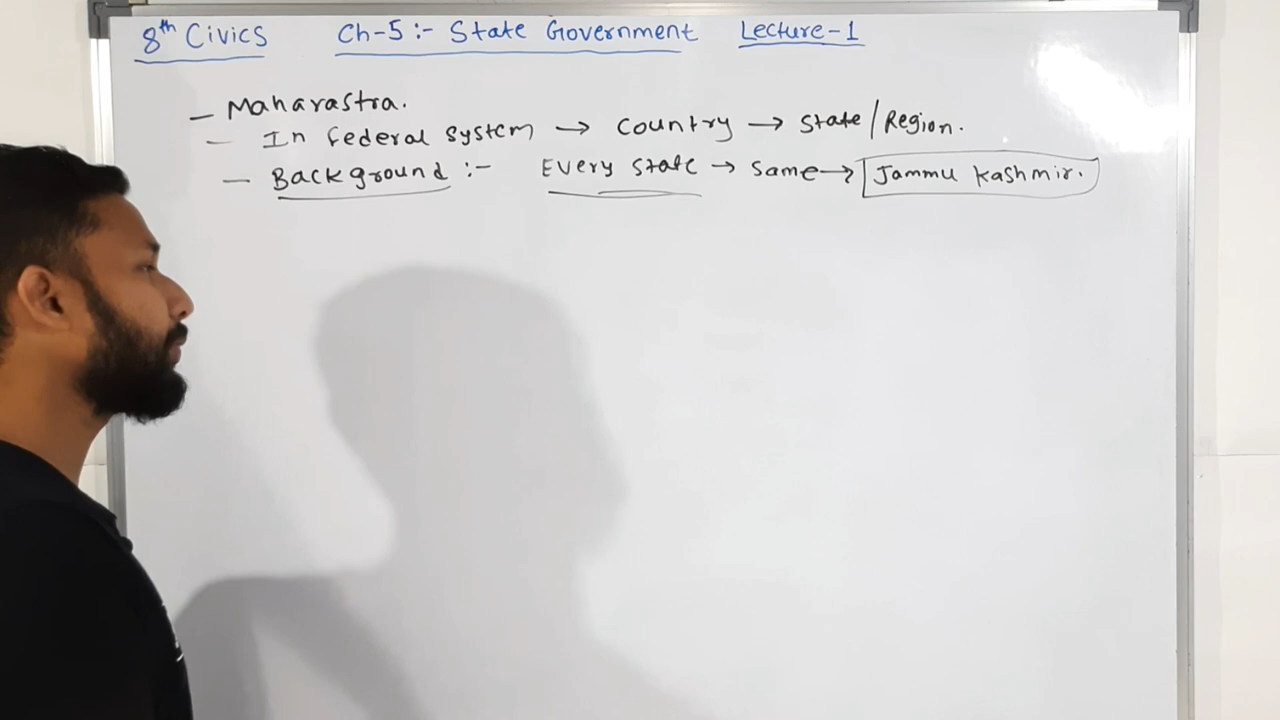 8th Civics Ch-5:- State Government Lecture-1
- Maharastra.
- In Federal System → Country → State/Region.
- Background :- Every State → Same → Jammu Kashmir.